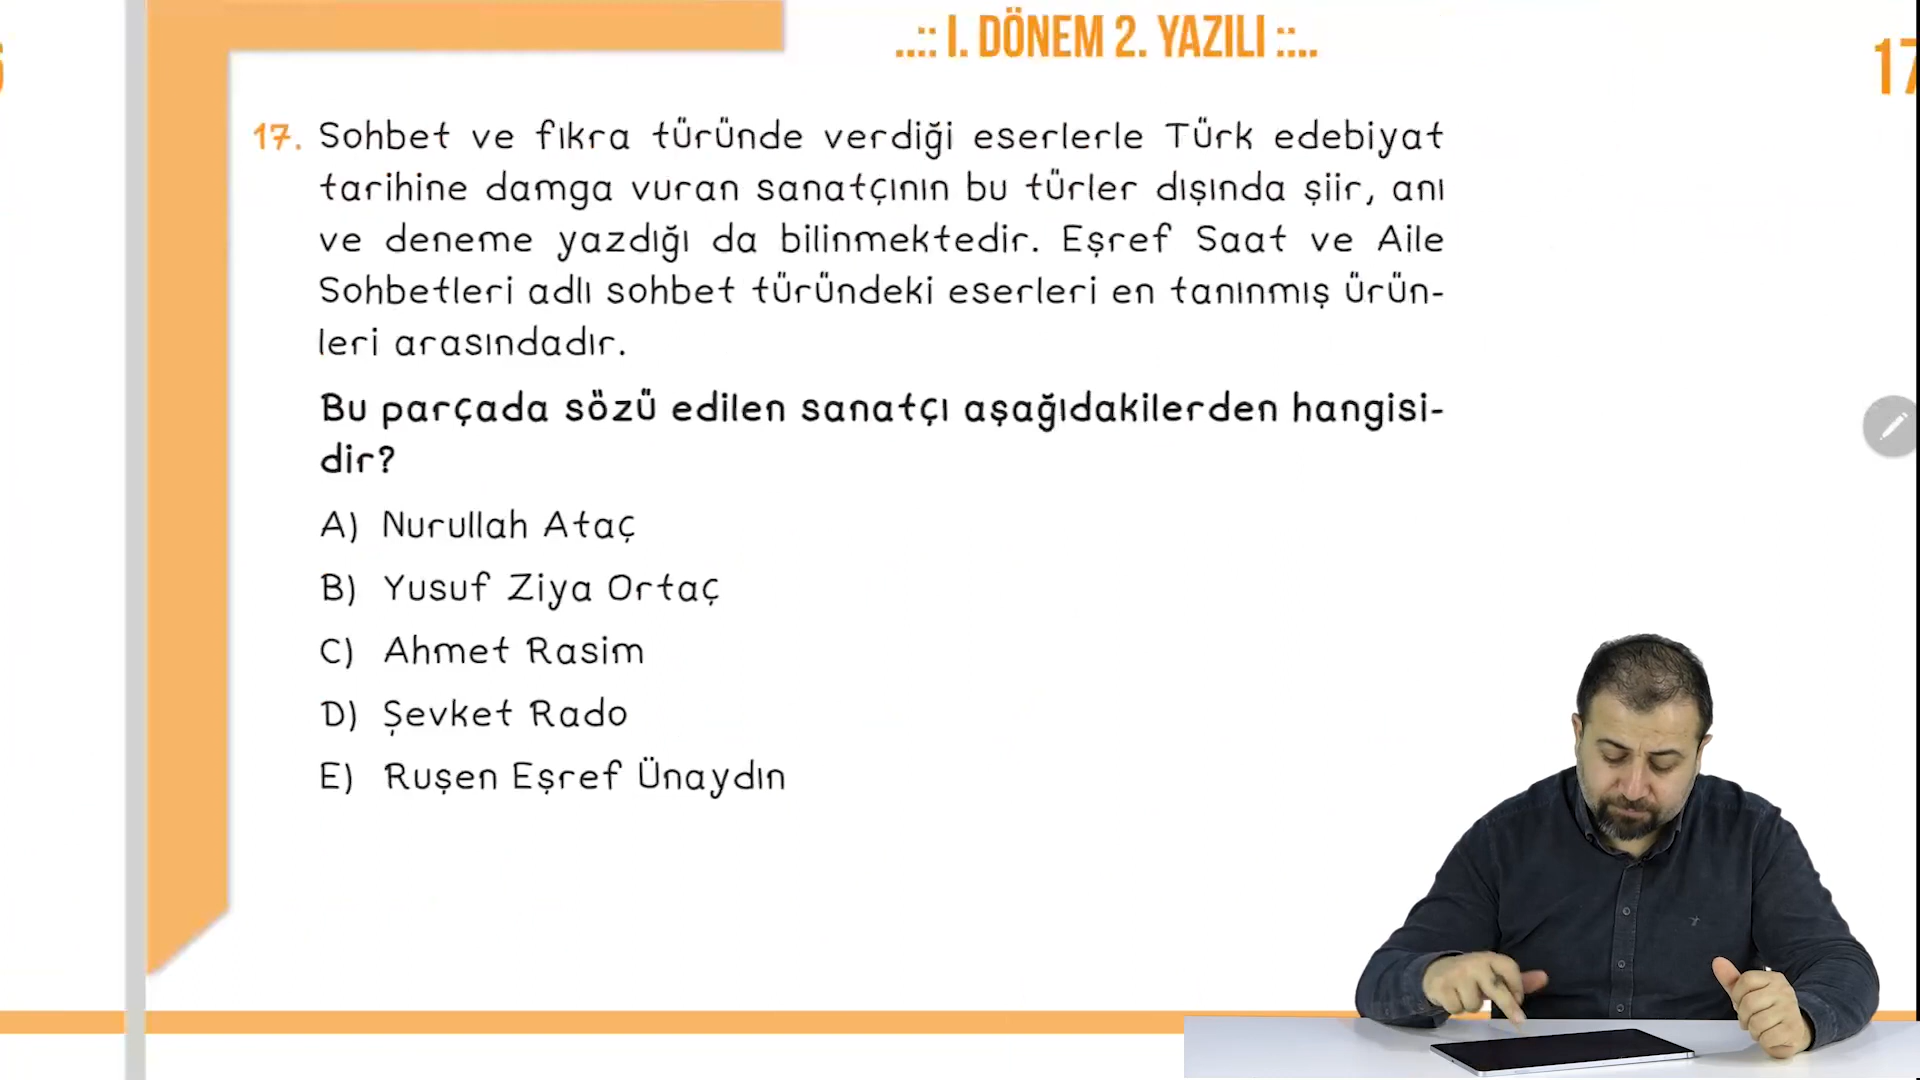 ..:: I. DÖNEM 2. YAZILI ::..
17
17. Sohbet ve fıkra türünde verdiği eserlerle Türk edebiyat
tarihine damga vuran sanatçının bu türler dışında şiir, anı
ve deneme yazdığı da bilinmektedir. Eşref Saat ve Aile
Sohbetleri adlı sohbet türündeki eserleri en tanınmış ürün-
leri arasındadır.
Bu parçada sözü edilen sanatçı aşağıdakilerden hangisi-
dir?
A) Nurullah Ataç
B) Yusuf Ziya Ortaç
C) Ahmet Rasim
D) Şevket Rado
E) Ruşen Eşref Ünaydın